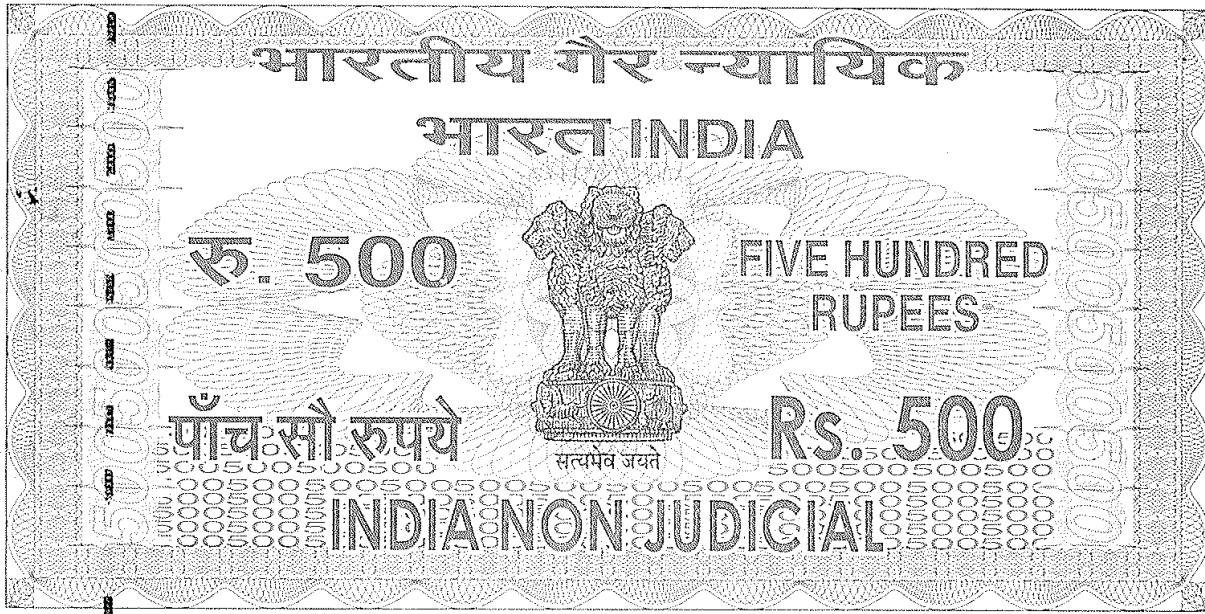 भारतीय गैर न्यायिक
भारत INDIA
रु. 500
FIVE HUNDRED
RUPEES
पाँच सौ रुपये
Rs. 500
सत्यमेव जयते
INDIA NON JUDICIAL